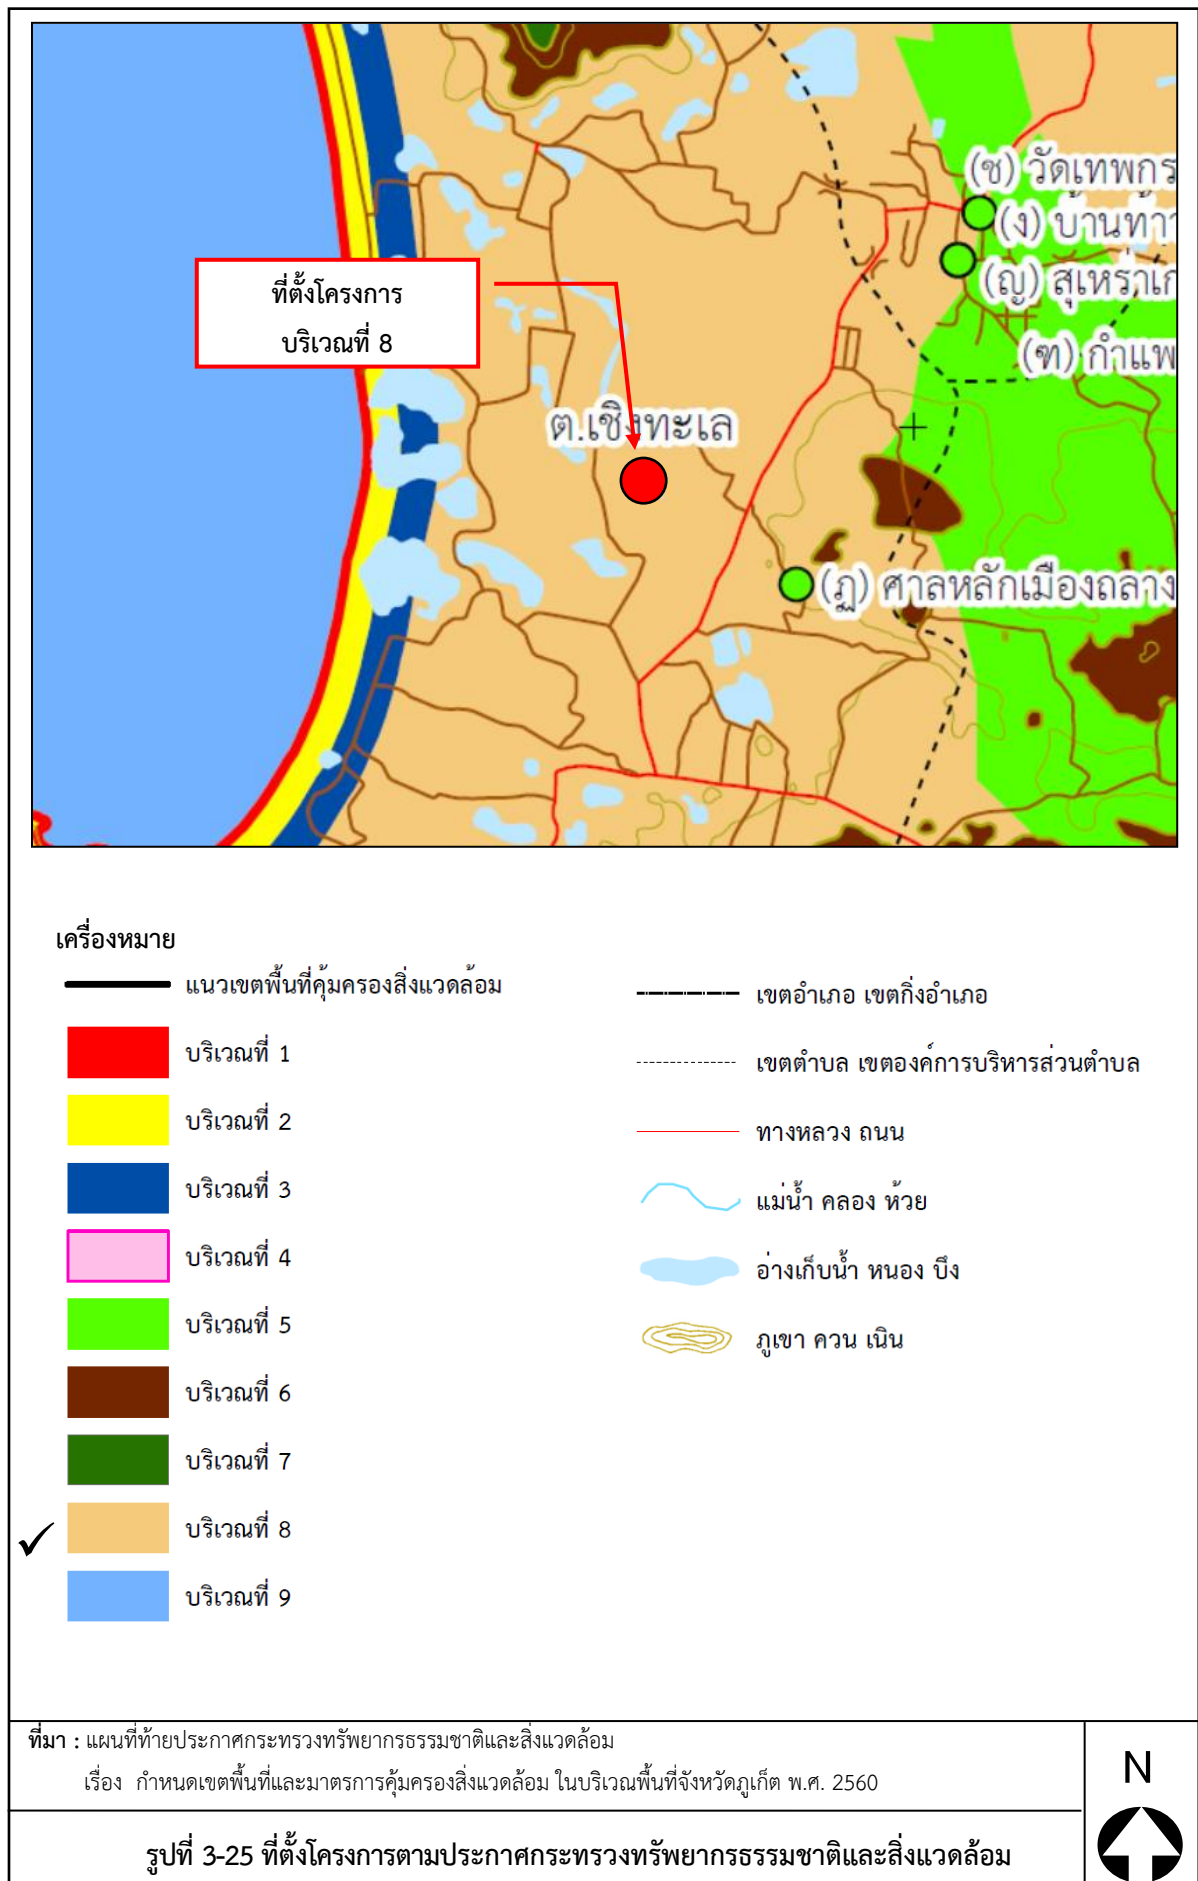 (ช) วัดเทพกร
(ง) บ้านท้าว
(ญ) สุเหร่าเก
(ฑ) กำแพ
ที่ตั้งโครงการ
บริเวณที่ 8
ต.เชิงทะเล
(ฏ) ศาลหลักเมืองถลาง
เครื่องหมาย
แนวเขตพื้นที่คุ้มครองสิ่งแวดล้อม
บริเวณที่ 1
บริเวณที่ 2
บริเวณที่ 3
บริเวณที่ 4
บริเวณที่ 5
บริเวณที่ 6
บริเวณที่ 7
บริเวณที่ 8
บริเวณที่ 9
เขตอำเภอ เขตกิ่งอำเภอ
เขตตำบล เขตองค์การบริหารส่วนตำบล
ทางหลวง ถนน
แม่น้ำ คลอง ห้วย
อ่างเก็บน้ำ หนอง บึง
ภูเขา ควน เนิน
ที่มา : แผนที่ท้ายประกาศกระทรวงทรัพยากรธรรมชาติและสิ่งแวดล้อม
เรื่อง กำหนดเขตพื้นที่และมาตรการคุ้มครองสิ่งแวดล้อม ในบริเวณพื้นที่จังหวัดภูเก็ต พ.ศ. 2560
N
รูปที่ 3-25 ที่ตั้งโครงการตามประกาศกระทรวงทรัพยากรธรรมชาติและสิ่งแวดล้อม